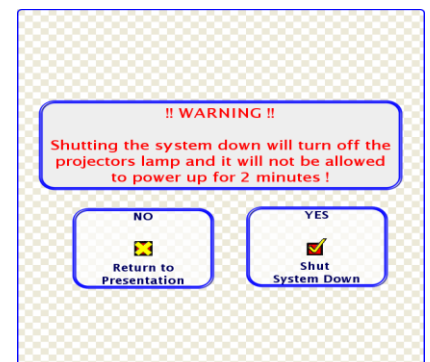 !! WARNING !!
Shutting the system down will turn off the
projectors lamp and it will not be allowed
to power up for 2 minutes !
NO
Return to
Presentation
YES
Shut
System Down